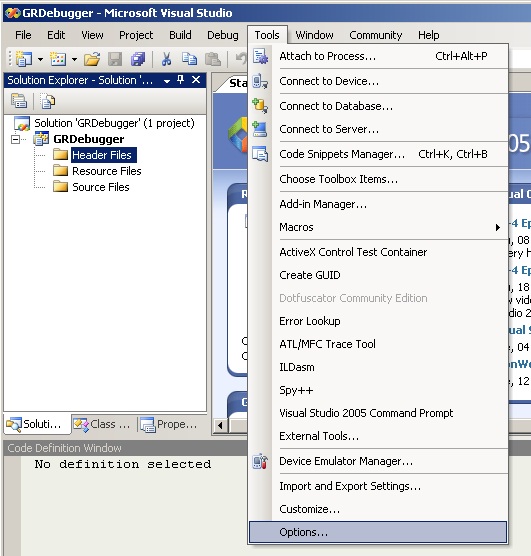 GRDebugger - Microsoft Visual Studio
File Edit View Project Build Debug Tools Window Community Help
Solution Explorer - Solution '...
Solution 'GRDebugger' (1 project)
GRDebugger
Header Files
Resource Files
Source Files
Soluti... Class ... Prope...
Sta
Attach to Process... Ctrl+Alt+P
Connect to Device...
Connect to Database...
Connect to Server...
Code Snippets Manager... Ctrl+K, Ctrl+B
Choose Toolbox Items...
Add-in Manager...
Macros
ActiveX Control Test Container
Create GUID
Dotfuscator Community Edition
Error Lookup
ATL/MFC Trace Tool
ILDasm
Spy++
Visual Studio 2005 Command Prompt
External Tools...
Device Emulator Manager...
Import and Export Settings...
Customize...
Options...
Code Definition Window
No definition selected